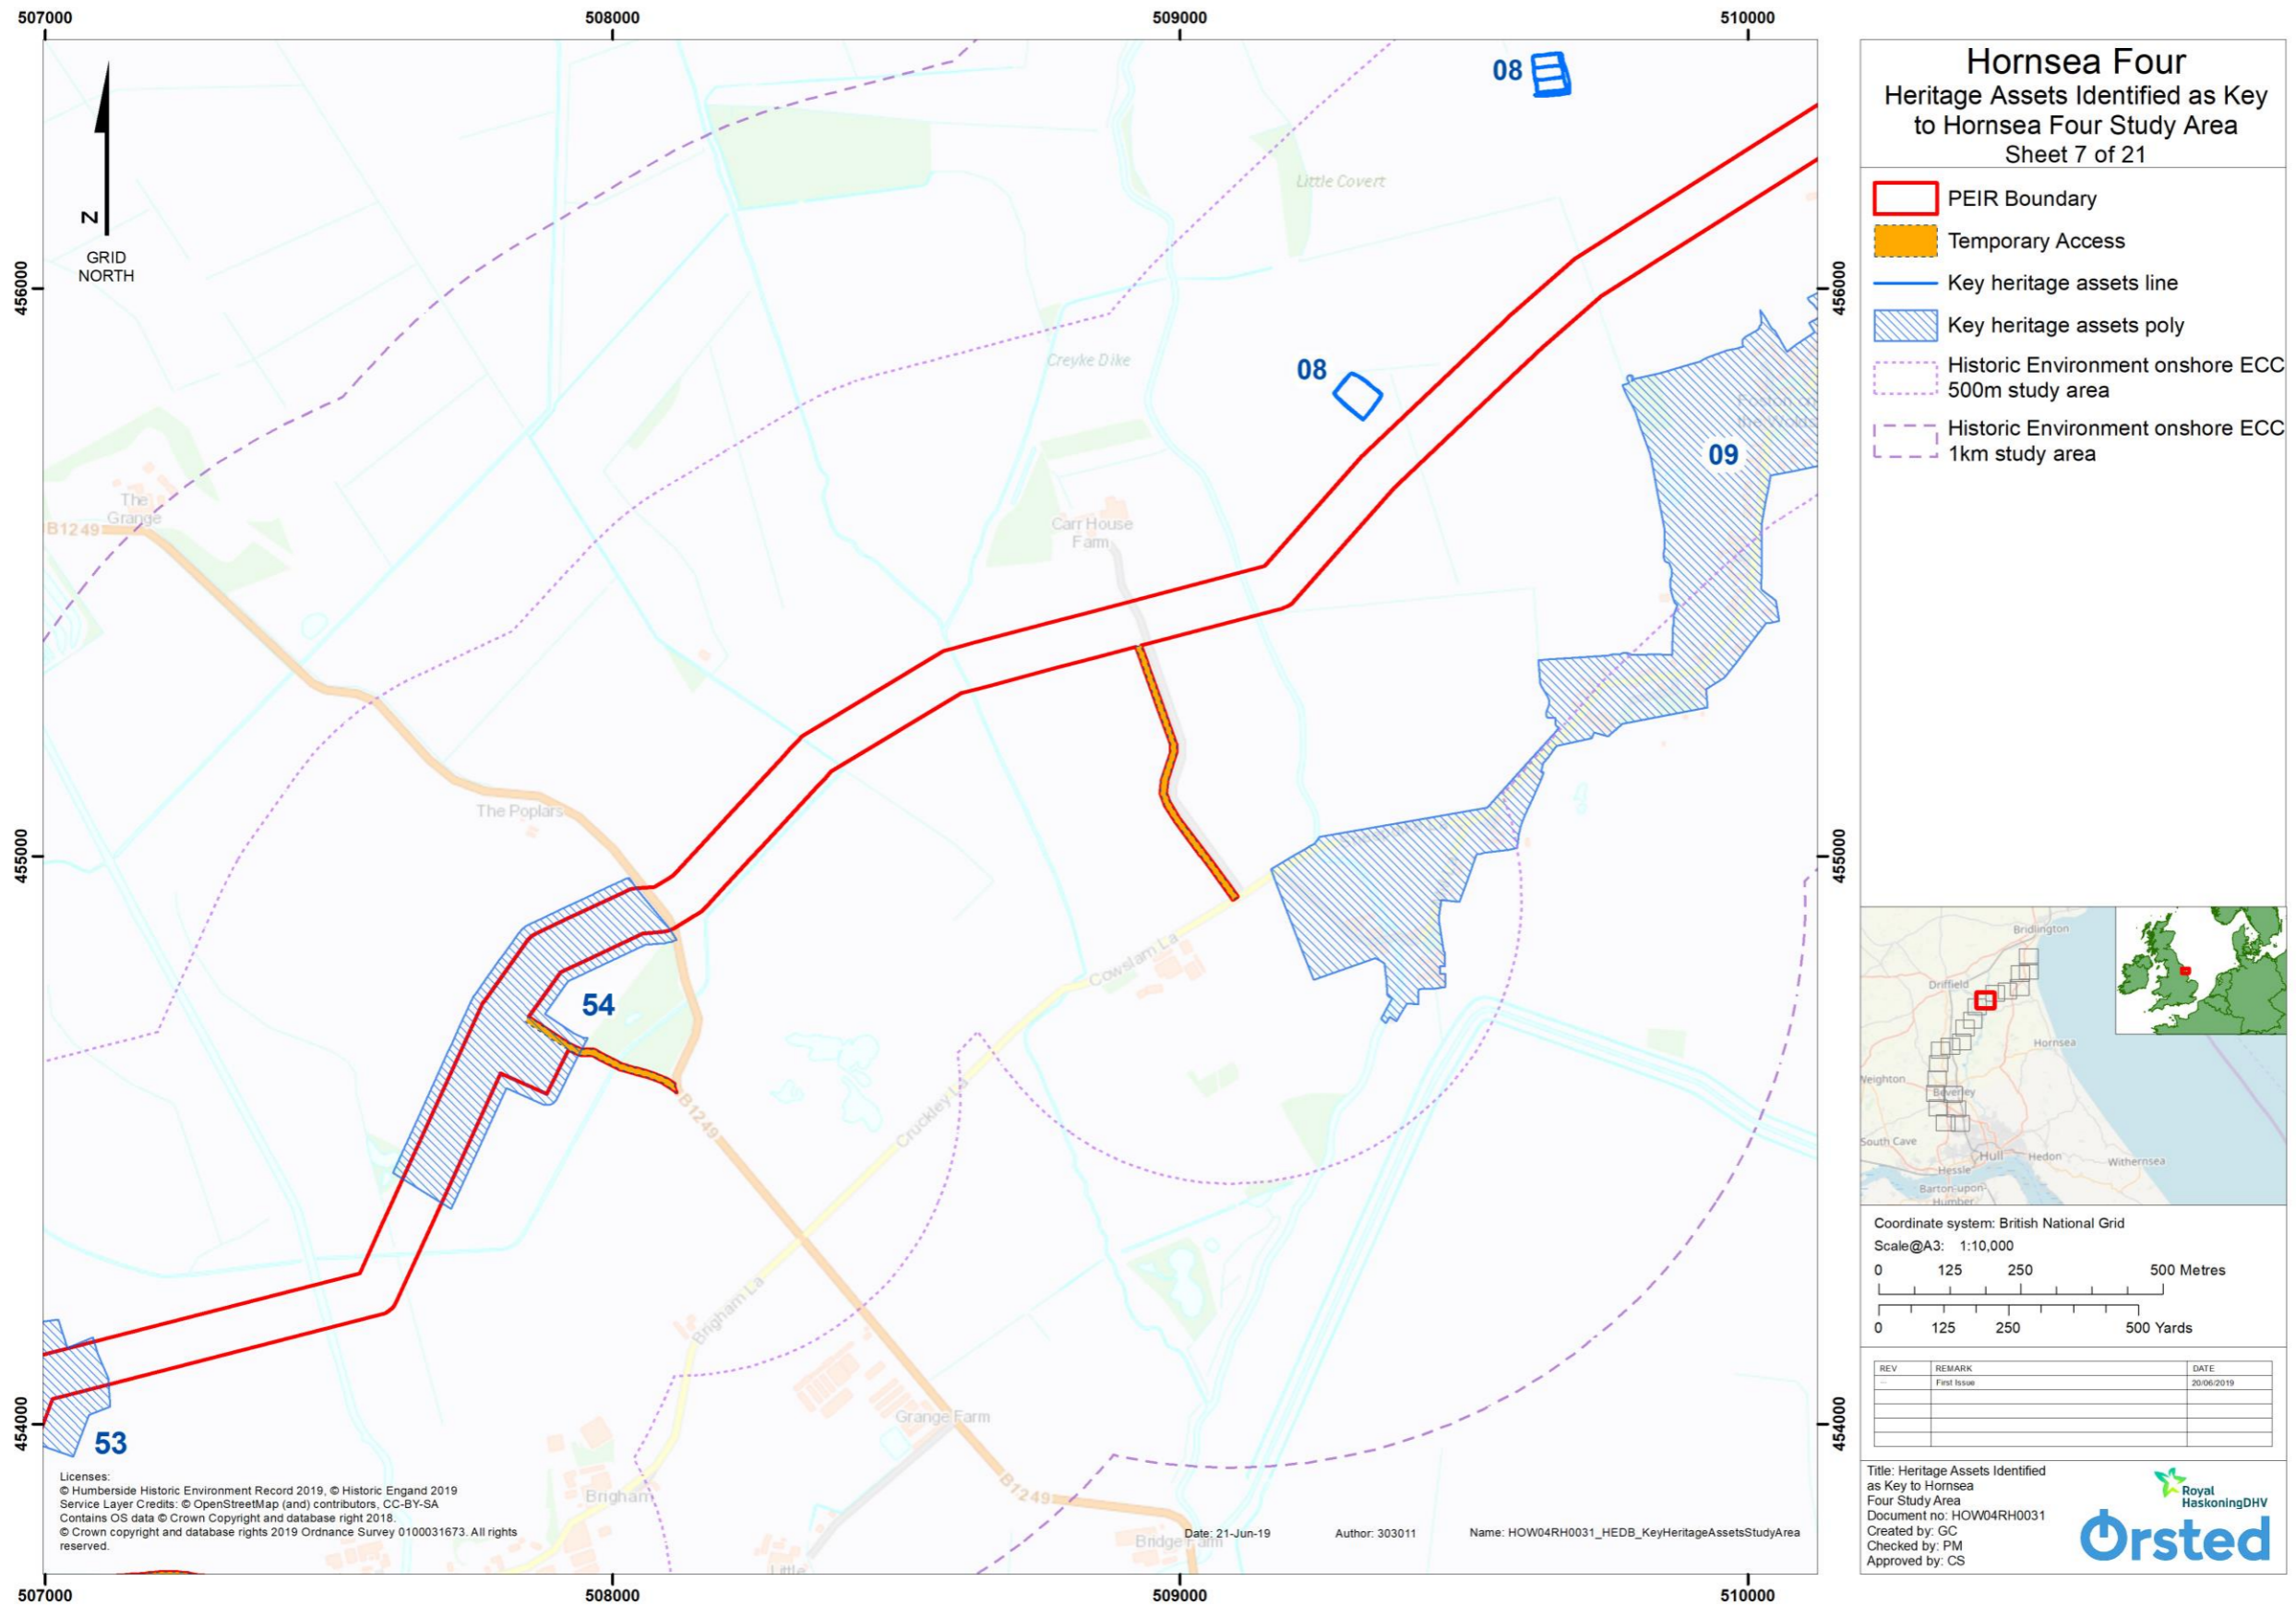 507000
508000
509000
510000
456000
455000
454000
456000
455000
454000
507000
508000
509000
510000
N
GRID
NORTH
08
08
09
54
53
Little Covert
Creyke Dike
Carr House
Farm
The
Grange
B1249
The Poplars
Foston on
the Wolds
Cowslam La
Cruckley La
B1249
Brigham La
Grange Farm
B1249
Brigham
Bridge Farm
Little
Licenses:
© Humberside Historic Environment Record 2019, © Historic Engand 2019
Service Layer Credits: © OpenStreetMap (and) contributors, CC-BY-SA
Contains OS data © Crown Copyright and database right 2018.
© Crown copyright and database rights 2019 Ordnance Survey 0100031673. All rights
reserved.
Date: 21-Jun-19
Author: 303011
Name: HOW04RH0031_HEDB_KeyHeritageAssetsStudyArea
Hornsea Four
Heritage Assets Identified as Key
to Hornsea Four Study Area
Sheet 7 of 21
PEIR Boundary
Temporary Access
Key heritage assets line
Key heritage assets poly
Historic Environment onshore ECC
500m study area
Historic Environment onshore ECC
1km study area
Bridlington
Driffield
Hornsea
Weighton
Beverley
South Cave
Hull
Hedon
Withernsea
Hessle
Barton-upon-
Humber
Coordinate system: British National Grid
Scale@A3: 1:10,000
0 125 250 500 Metres
0 125 250 500 Yards
REV REMARK DATE
-- First Issue 20/06/2019
Title: Heritage Assets Identified
as Key to Hornsea
Four Study Area
Document no: HOW04RH0031
Created by: GC
Checked by: PM
Approved by: CS
Royal
HaskoningDHV
Orsted